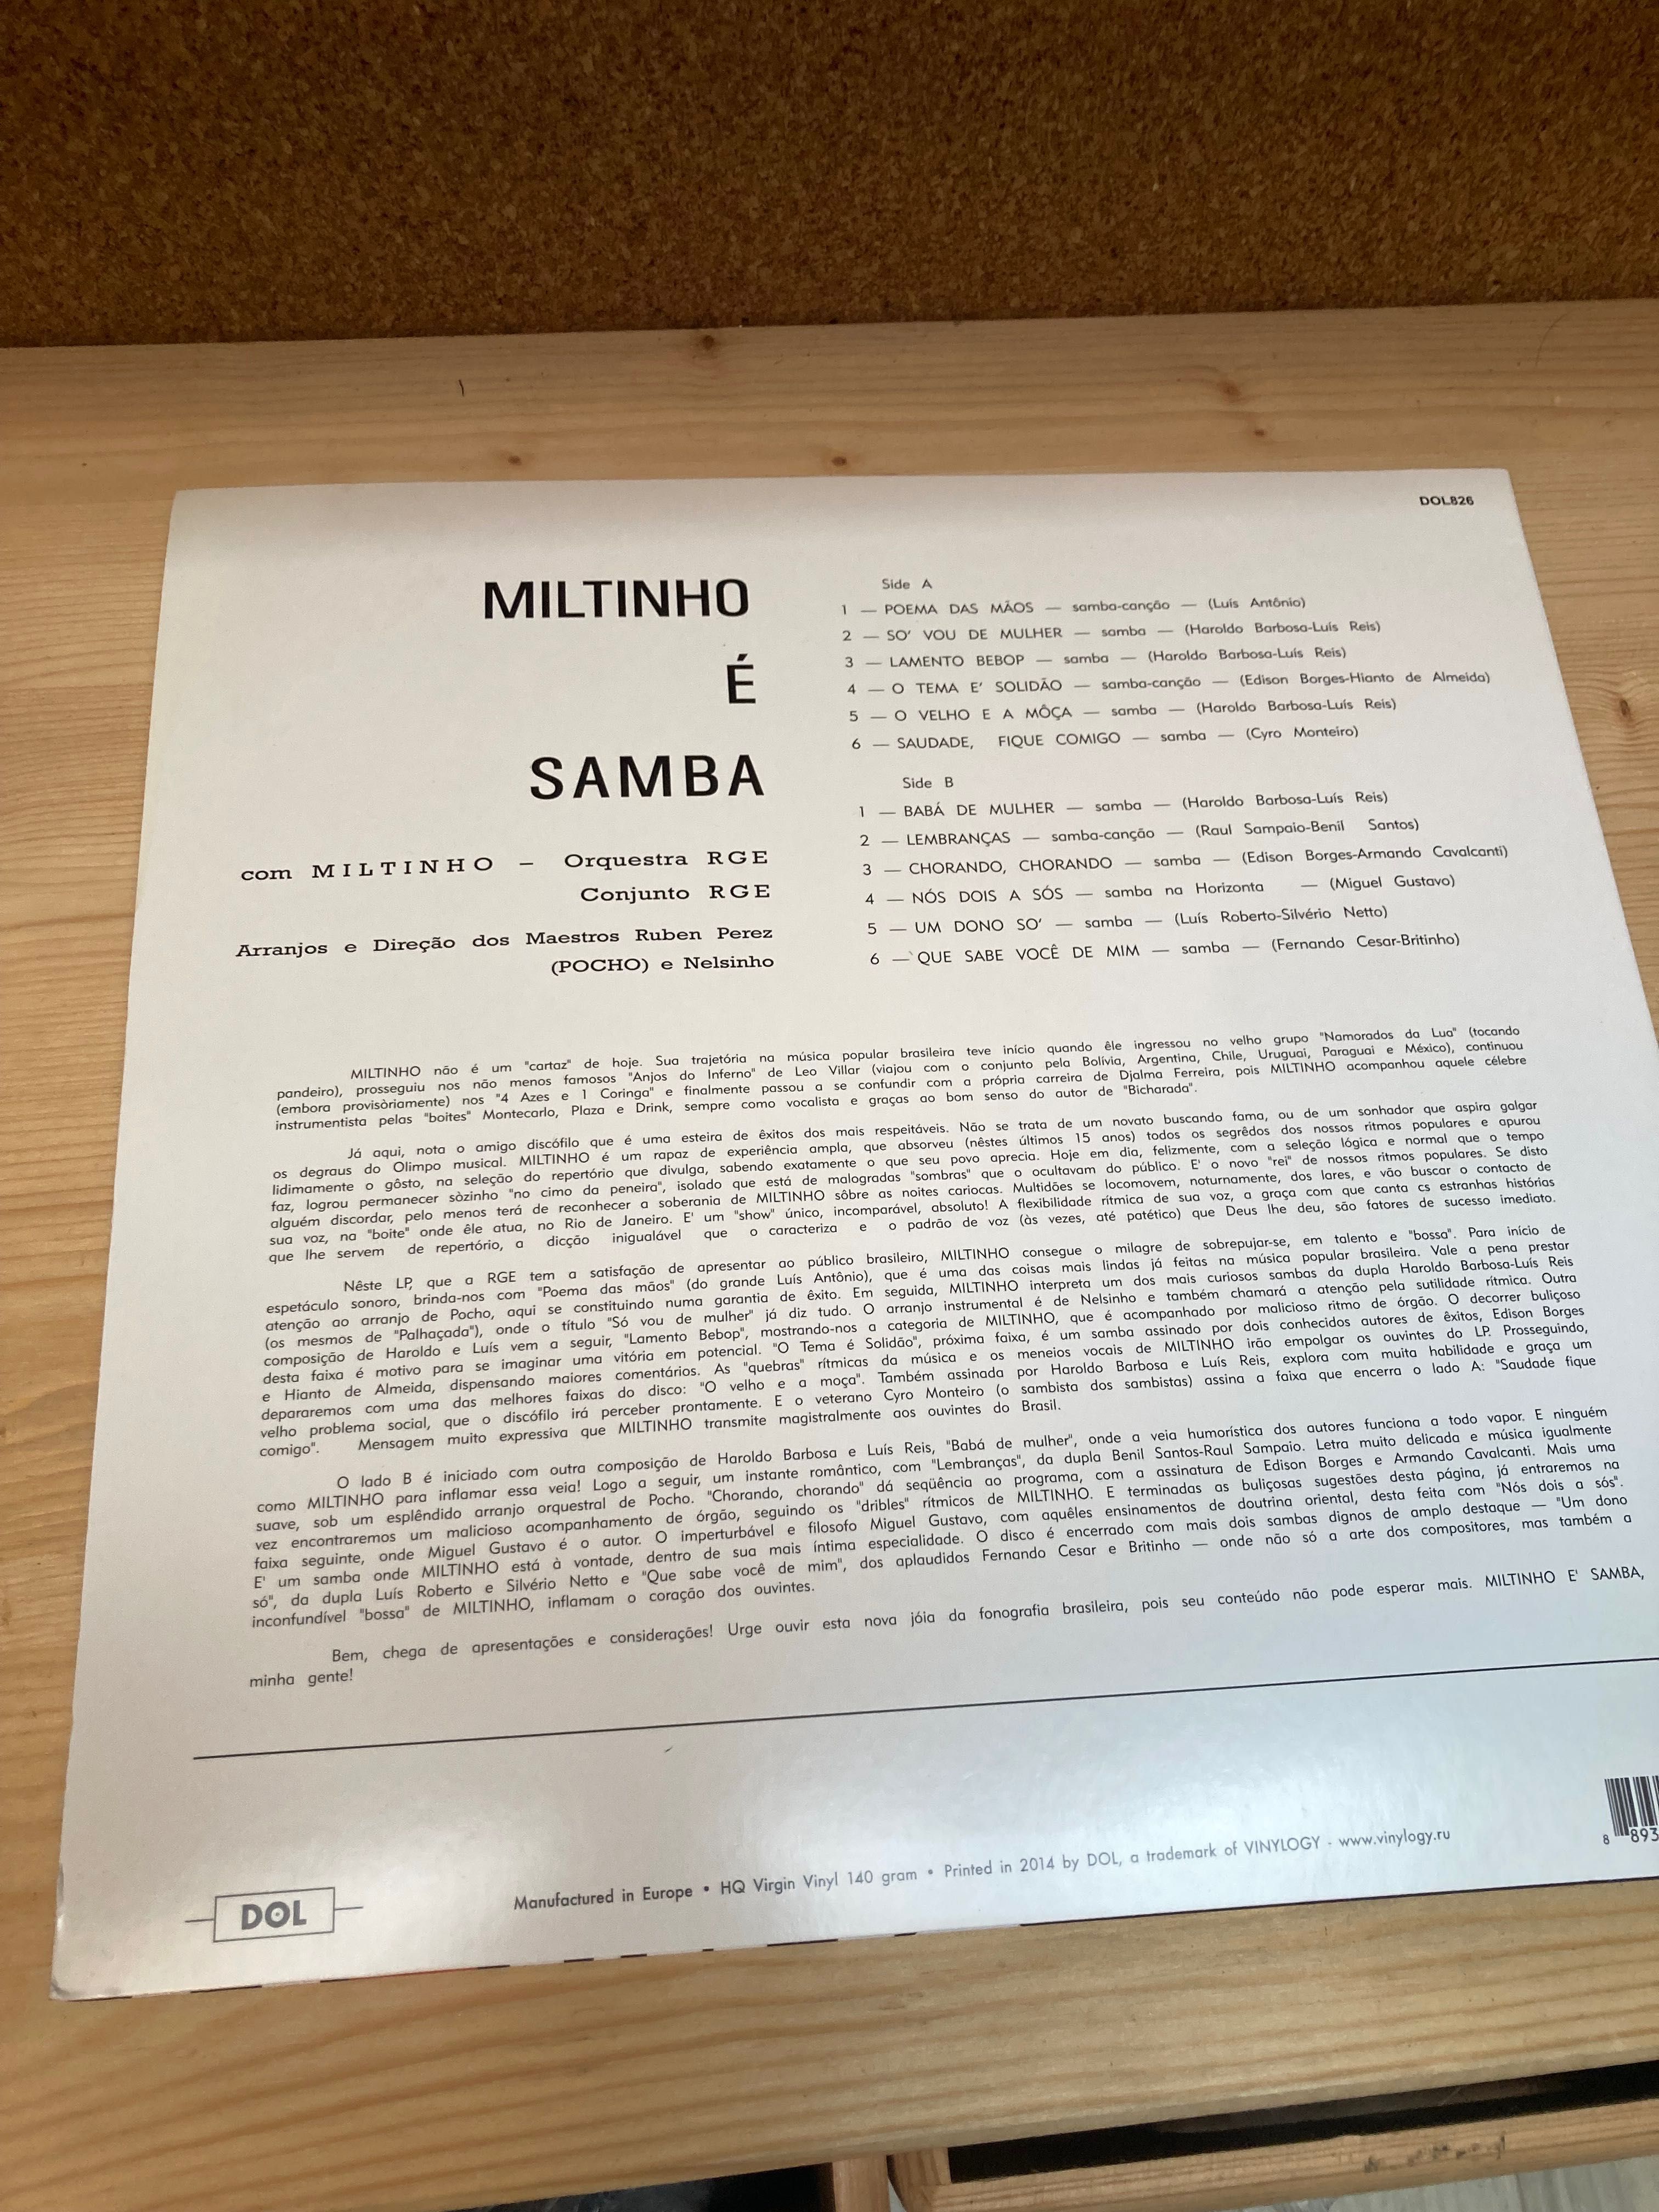 DOL826
MILTINHO
É
SAMBA
com MILTINHO – Orquestra RGE
Conjunto RGE
Arranjos e Direção dos Maestros Ruben Perez
(POCHO) e Nelsinho
Side A
1 — POEMA DAS MÃOS — samba-canção — (Luís Antônio)
2 — SO' VOU DE MULHER — samba — (Haroldo Barbosa-Luís Reis)
3 — LAMENTO BEBOP — samba — (Haroldo Barbosa-Luís Reis)
4 — O TEMA E' SOLIDÃO — samba-canção — (Edison Borges-Hianto de Almeida)
5 — O VELHO E A MÔÇA — samba — (Haroldo Barbosa-Luís Reis)
6 — SAUDADE, FIQUE COMIGO — samba — (Cyro Monteiro)
Side B
1 — BABÁ DE MULHER — samba — (Haroldo Barbosa-Luís Reis)
2 — LEMBRANÇAS — samba-canção — (Raul Sampaio-Benil Santos)
3 — CHORANDO, CHORANDO — samba — (Edison Borges-Armando Cavalcanti)
4 — NÓS DOIS A SÓS — samba na Horizonta — (Miguel Gustavo)
5 — UM DONO SO' — samba — (Luís Roberto-Silvério Netto)
6 — QUE SABE VOCÊ DE MIM — samba — (Fernando Cesar-Britinho)
MILTINHO não é um "cartaz" de hoje. Sua trajetória na música popular brasileira teve início quando êle ingressou no velho grupo "Namorados da Lua" (tocando
pandeiro), prosseguiu nos não menos famosos "Anjos do Inferno" de Leo Villar (viajou com o conjunto pela Bolívia, Argentina, Chile, Uruguai, Paraguai e México), continuou
(embora provisòriamente) nos "4 Azes e 1 Coringa" e finalmente passou a se confundir com a própria carreira de Djalma Ferreira, pois MILTINHO acompanhou aquele célebre
instrumentista pelas "boites" Montecarlo, Plaza e Drink, sempre como vocalista e graças ao bom senso do autor de "Bicharada".
Já aqui, nota o amigo discófilo que é uma esteira de êxitos dos mais respeitáveis. Não se trata de um novato buscando fama, ou de um sonhador que aspira galgar
os degraus do Olimpo musical. MILTINHO é um rapaz de experiência ampla, que absorveu (nêstes últimos 15 anos) todos os segrêdos dos nossos ritmos populares e apurou
lidimamente o gôsto, na seleção do repertório que divulga, sabendo exatamente o que seu povo aprecia. Hoje em dia, felizmente, com a seleção lógica e normal que o tempo
faz, logrou permanecer sòzinho "no cimo da peneira", isolado que está de malogradas "sombras" que o ocultavam do público. E' o novo "rei" de nossos ritmos populares. Se disto
alguém discordar, pelo menos terá de reconhecer a soberania de MILTINHO sôbre as noites cariocas. Multidões se locomovem, noturnamente, dos lares, e vão buscar o contacto de
sua voz, na "boite" onde êle atua, no Rio de Janeiro. E' um "show" único, incomparável, absoluto! A flexibilidade rítmica de sua voz, a graça com que canta cs estranhas histórias
que lhe servem de repertório, a dicção inigualável que o caracteriza e o padrão de voz (às vezes, até patético) que Deus lhe deu, são fatores de sucesso imediato.
Nêste LP, que a RGE tem a satisfação de apresentar ao público brasileiro, MILTINHO consegue o milagre de sobrepujar-se, em talento e "bossa". Para início de
espetáculo sonoro, brinda-nos com "Poema das mãos" (do grande Luís Antônio), que é uma das coisas mais lindas já feitas na música popular brasileira. Vale a pena prestar
atenção ao arranjo de Pocho, aqui se constituindo numa garantia de êxito. Em seguida, MILTINHO interpreta um dos mais curiosos sambas da dupla Haroldo Barbosa-Luís Reis
(os mesmos de "Palhaçada"), onde o título "Só vou de mulher" já diz tudo. O arranjo instrumental é de Nelsinho e também chamará a atenção pela sutilidade rítmica. Outra
composição de Haroldo e Luís vem a seguir, "Lamento Bebop", mostrando-nos a categoria de MILTINHO, que é acompanhado por malicioso ritmo de órgão. O decorrer buliçoso
desta faixa é motivo para se imaginar uma vitória em potencial. "O Tema é Solidão", próxima faixa, é um samba assinado por dois conhecidos autores de êxitos, Edison Borges
e Hianto de Almeida, dispensando maiores comentários. As "quebras" rítmicas da música e os meneios vocais de MILTINHO irão empolgar os ouvintes do LP. Prosseguindo,
depararemos com uma das melhores faixas do disco: "O velho e a moça". Também assinada por Haroldo Barbosa e Luís Reis, explora com muita habilidade e graça um
velho problema social, que o discófilo irá perceber prontamente. E o veterano Cyro Monteiro (o sambista dos sambistas) assina a faixa que encerra o lado A: "Saudade fique
comigo". Mensagem muito expressiva que MILTINHO transmite magistralmente aos ouvintes do Brasil.
O lado B é iniciado com outra composição de Haroldo Barbosa e Luís Reis, "Babá de mulher", onde a veia humorística dos autores funciona a todo vapor. E ninguém
como MILTINHO para inflamar essa veia! Logo a seguir, um instante romântico, com "Lembranças", da dupla Benil Santos-Raul Sampaio. Letra muito delicada e música igualmente
suave, sob um esplêndido arranjo orquestral de Pocho. "Chorando, chorando" dá seqüência ao programa, com a assinatura de Edison Borges e Armando Cavalcanti. Mais uma
vez encontraremos um malicioso acompanhamento de órgão, seguindo os "dribles" rítmicos de MILTINHO. E terminadas as buliçosas sugestões desta página, já entraremos na
faixa seguinte, onde Miguel Gustavo é o autor. O imperturbável e filosofo Miguel Gustavo, com aquêles ensinamentos de doutrina oriental, desta feita com "Nós dois a sós".
E' um samba onde MILTINHO está à vontade, dentro de sua mais íntima especialidade. O disco é encerrado com mais dois sambas dignos de amplo destaque — "Um dono
só", da dupla Luís Roberto e Silvério Netto e "Que sabe você de mim", dos aplaudidos Fernando Cesar e Britinho — onde não só a arte dos compositores, mas também a
inconfundível "bossa" de MILTINHO, inflamam o coração dos ouvintes.
Bem, chega de apresentações e considerações! Urge ouvir esta nova jóia da fonografia brasileira, pois seu conteúdo não pode esperar mais. MILTINHO E' SAMBA,
minha gente!
8 893
DOL
Manufactured in Europe • HQ Virgin Vinyl 140 gram • Printed in 2014 by DOL, a trademark of VINYLOGY - www.vinylogy.ru